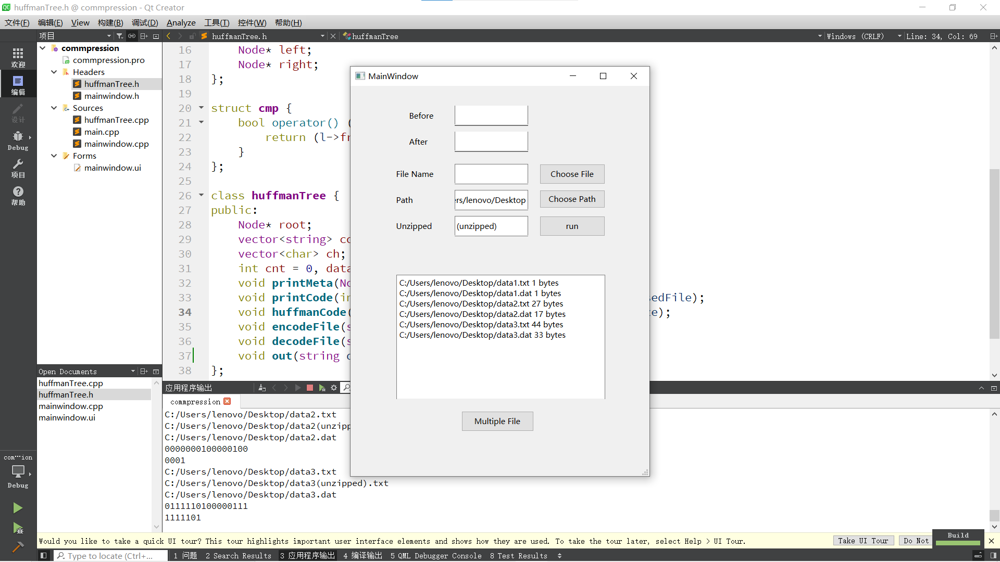 huffmanTree.h @ commpression - Qt Creator
文件(F) 编辑(E) View 构建(B) 调试(D) Analyze 工具(T) 控件(W) 帮助(H)
项目
huffmanTree.h
huffmanTree
Windows (CRLF)
Line: 34, Col: 69
欢迎
编辑
设计
Debug
项目
帮助
commpression
commpression.pro
Headers
huffmanTree.h
mainwindow.h
Sources
huffmanTree.cpp
main.cpp
mainwindow.cpp
Forms
mainwindow.ui
Open Documents
huffmanTree.cpp
huffmanTree.h
mainwindow.cpp
mainwindow.ui
com···ion
Debug
16 Node* left;
17 Node* right;
18 };
19
20 struct cmp {
21 bool operator() (
22 return (l->fr
23 }
24 };
25
26 class huffmanTree {
27 public:
28 Node* root;
29 vector<string> co
30 vector<char> ch;
31 int cnt = 0, data
32 void printMeta(No
33 void printCode(in sedFile);
34 void huffmanCode( e);
35 void encodeFile(s
36 void decodeFile(s
37 void out(string
38 };
MainWindow
Before
After
File Name
Choose File
Path
rs/lenovo/Desktop
Choose Path
Unzipped
(unzipped)
run
C:/Users/lenovo/Desktop/data1.txt 1 bytes
C:/Users/lenovo/Desktop/data1.dat 1 bytes
C:/Users/lenovo/Desktop/data2.txt 27 bytes
C:/Users/lenovo/Desktop/data2.dat 17 bytes
C:/Users/lenovo/Desktop/data3.txt 44 bytes
C:/Users/lenovo/Desktop/data3.dat 33 bytes
Multiple File
应用程序输出
commpression
C:/Users/lenovo/Desktop/data2.txt
C:/Users/lenovo/Desktop/data2(unzipp
C:/Users/lenovo/Desktop/data2.dat
0000000100000100
0001
C:/Users/lenovo/Desktop/data3.txt
C:/Users/lenovo/Desktop/data3(unzipped).txt
C:/Users/lenovo/Desktop/data3.dat
0111110100000111
1111101
Would you like to take a quick UI tour? This tour highlights important user interface elements and shows how they are used. To take the tour later, select Help > UI Tour.
Take UI Tour
Do Not
Build
Type to locate (Ctrl+...
1 问题 2 Search Results 3 应用程序输出 4 编译输出 5 QML Debugger Console 8 Test Results